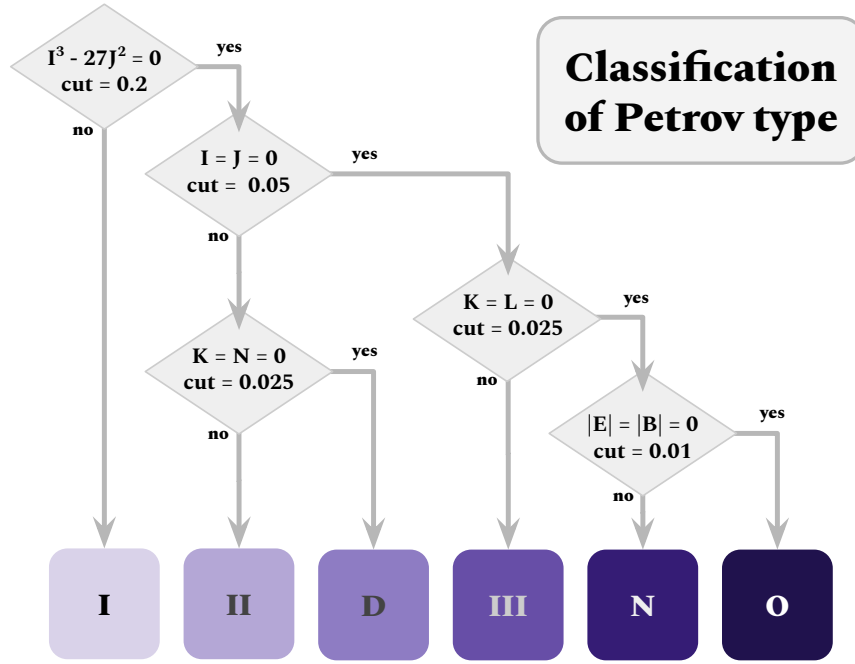 I³ - 27J² = 0
cut = 0.2
yes
no
Classification
of Petrov type
I = J = 0
cut =  0.05
yes
no
K = L = 0
cut = 0.025
yes
no
K = N = 0
cut = 0.025
yes
no
|E| = |B| = 0
cut = 0.01
yes
no
I
II
D
III
N
O